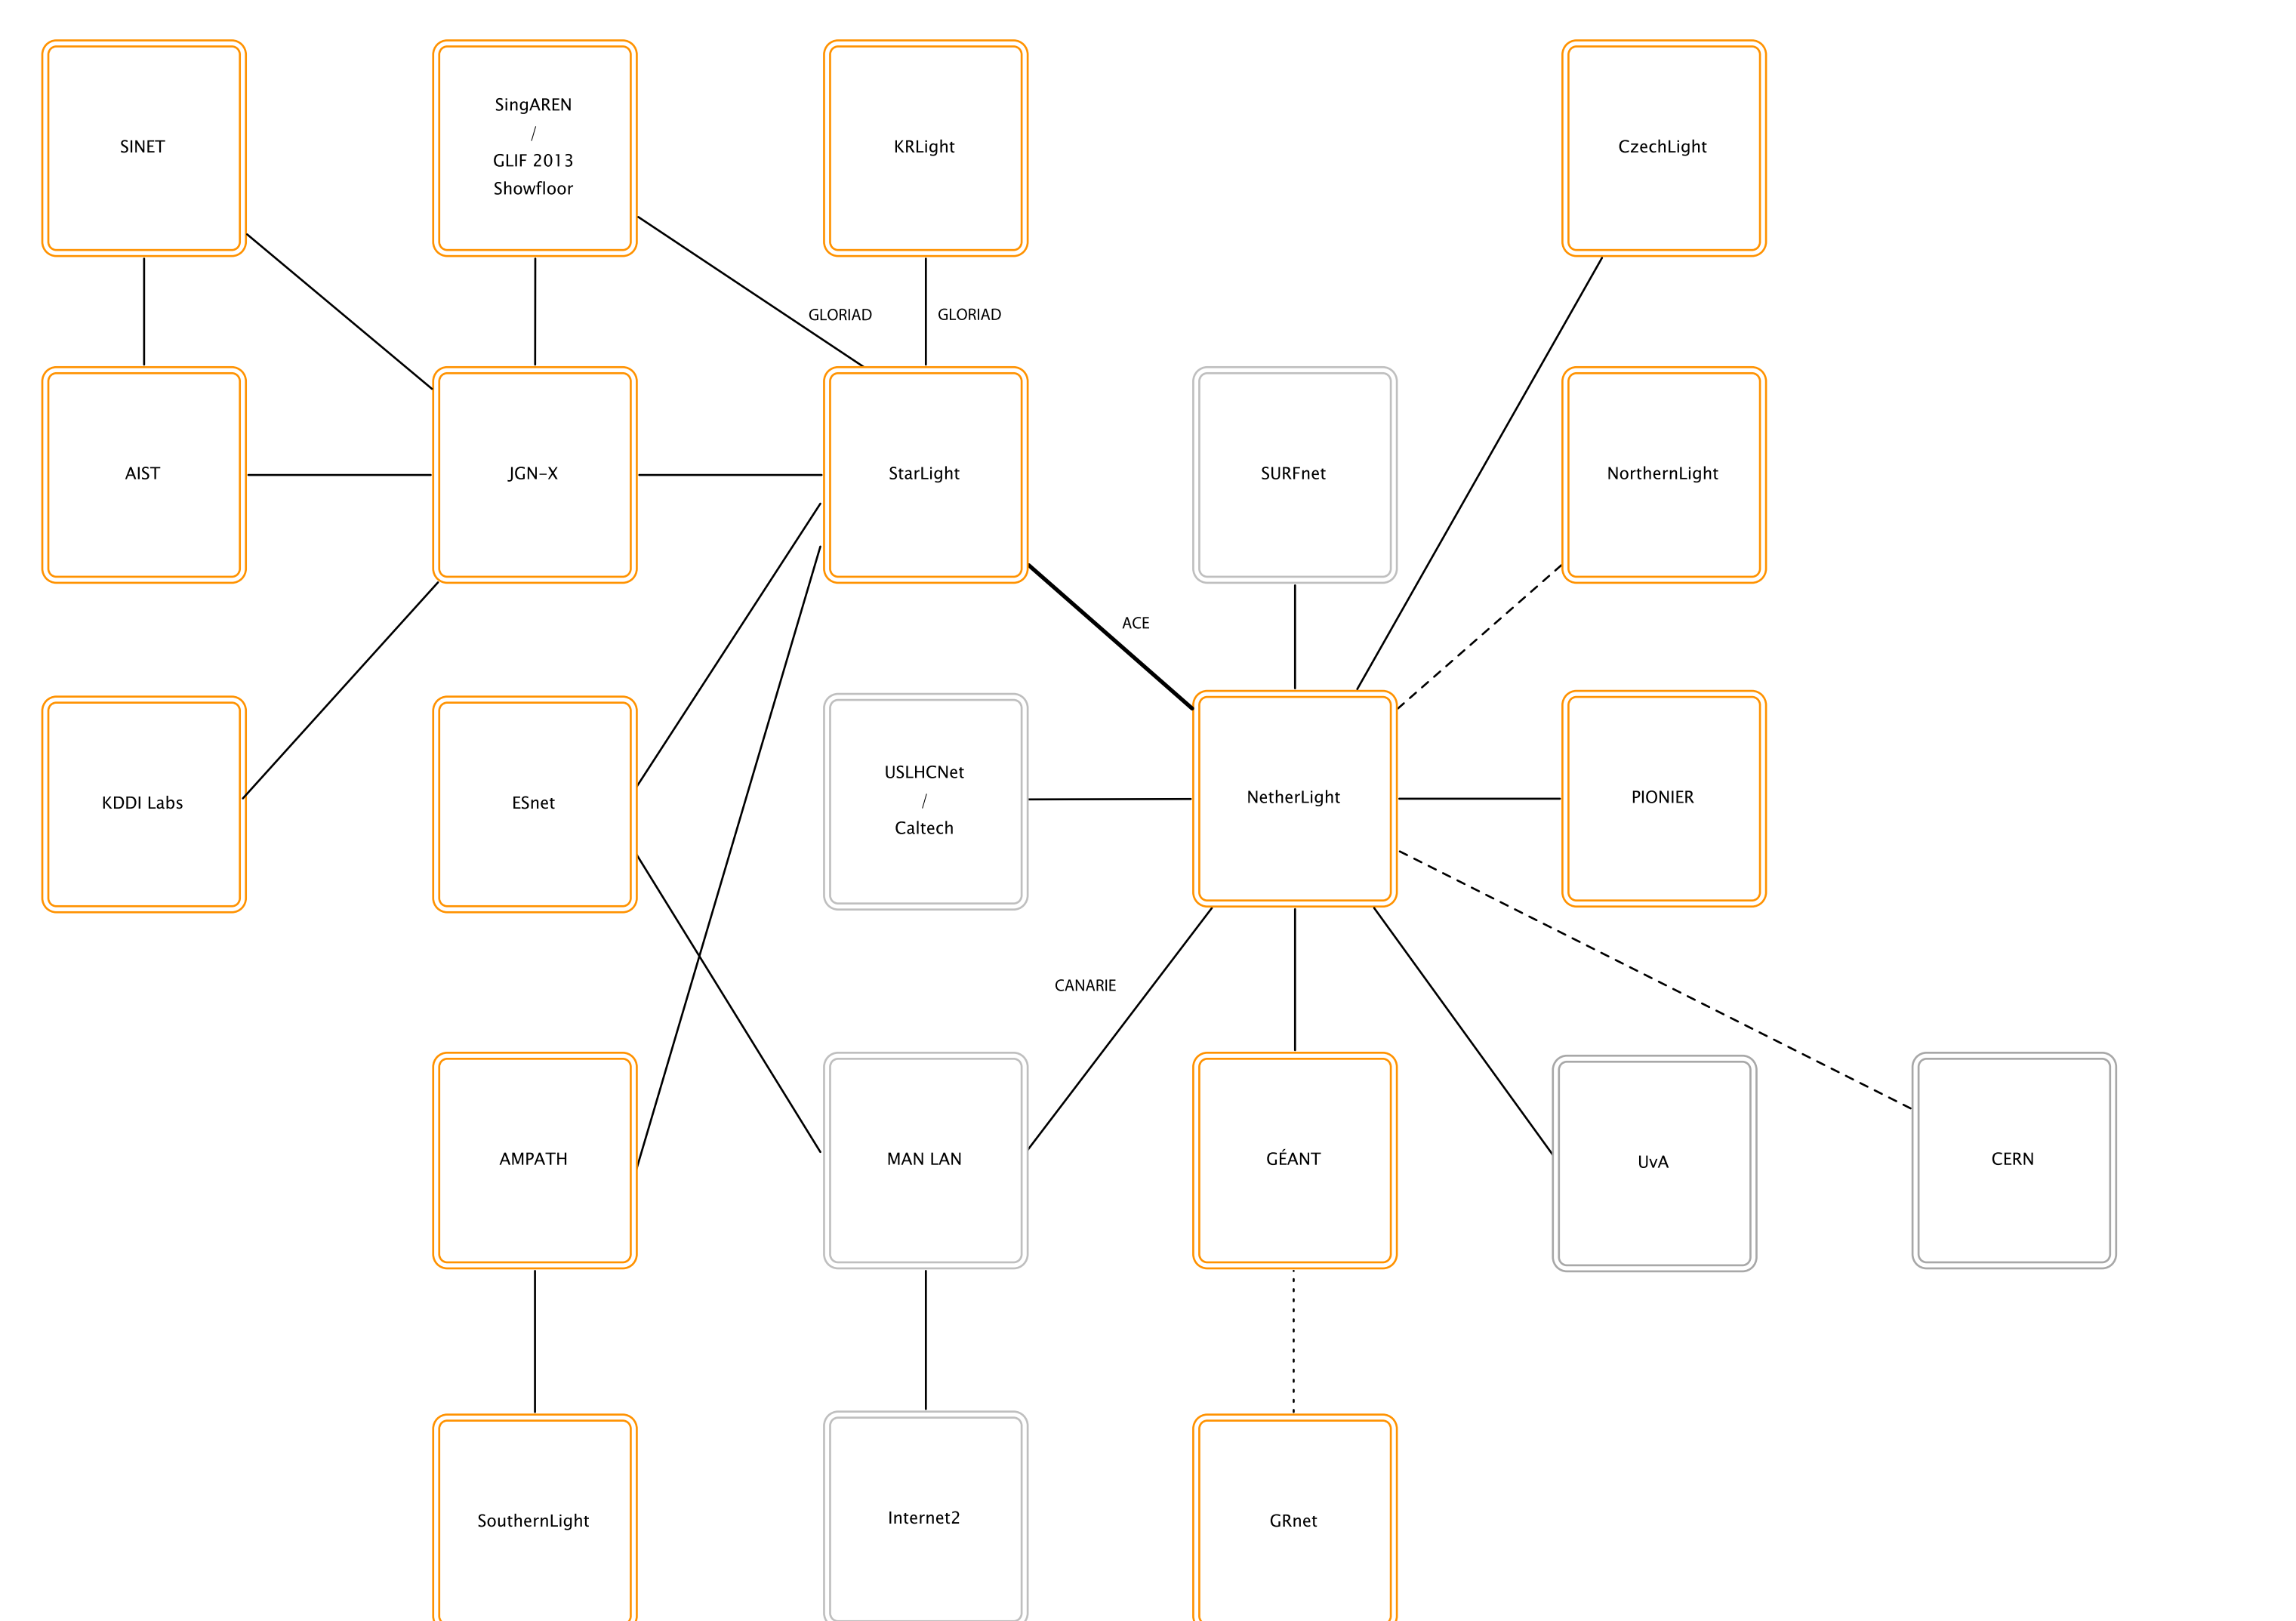 SINET
SingAREN
/
GLIF 2013
Showfloor
KRLight
CzechLight
GLORIAD
GLORIAD
AIST
JGN-X
StarLight
SURFnet
NorthernLight
ACE
KDDI Labs
ESnet
USLHCNet
/
Caltech
NetherLight
PIONIER
CANARIE
AMPATH
MAN LAN
GÉANT
UvA
CERN
SouthernLight
Internet2
GRnet